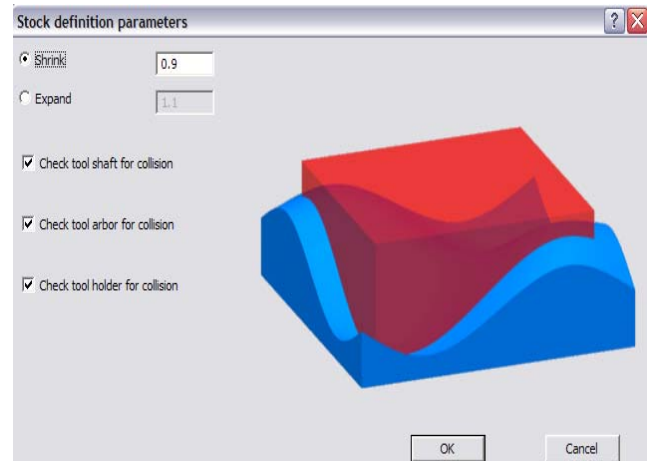 Stock definition parameters
Shrink 0.9
Expand 1.1
Check tool shaft for collision
Check tool arbor for collision
Check tool holder for collision
OK Cancel